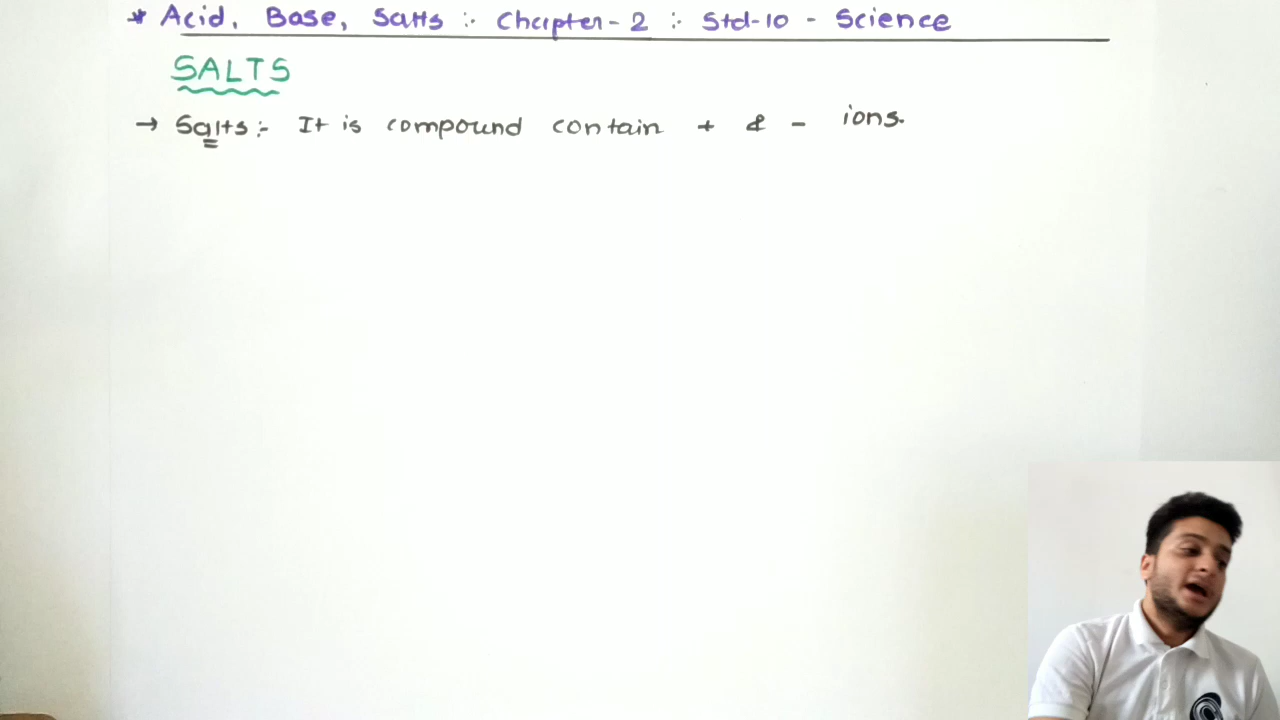 * Acid, Base, Salts :- Chapter-2 :- Std-10 - Science
SALTS
→ Salts:- It is compound contain + & - ions.